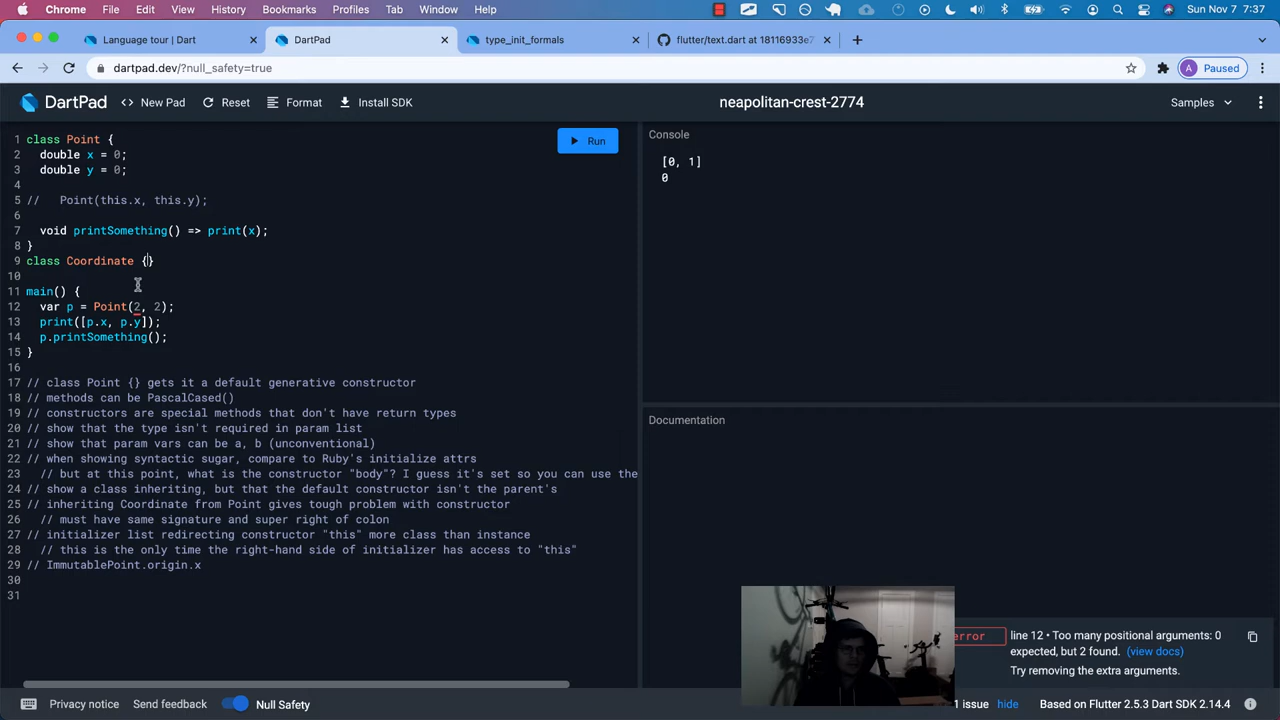 Chrome File Edit View History Bookmarks Profiles Tab Window Help Sun Nov 7 7:37
Language tour | Dart
DartPad
type_init_formals
flutter/text.dart at 18116933e7
dartpad.dev/?null_safety=true
A Paused
DartPad
<> New Pad
Reset
Format
Install SDK
neapolitan-crest-2774
Samples
Run
1 class Point {
2 double x = 0;
3 double y = 0;
4
5 // Point(this.x, this.y);
6
7 void printSomething() => print(x);
8 }
9 class Coordinate {}
10
11 main() {
12 var p = Point(2, 2);
13 print([p.x, p.y]);
14 p.printSomething();
15 }
16
17 // class Point {} gets it a default generative constructor
18 // methods can be PascalCased()
19 // constructors are special methods that don't have return types
20 // show that the type isn't required in param list
21 // show that param vars can be a, b (unconventional)
22 // when showing syntactic sugar, compare to Ruby's initialize attrs
23 // but at this point, what is the constructor "body"? I guess it's set so you can use the
24 // show a class inheriting, but that the default constructor isn't the parent's
25 // inheriting Coordinate from Point gives tough problem with constructor
26 // must have same signature and super right of colon
27 // initializer list redirecting constructor "this" more class than instance
28 // this is the only time the right-hand side of initializer has access to "this"
29 // ImmutablePoint.origin.x
30
31
Console
[0, 1]
0
Documentation
error
line 12 • Too many positional arguments: 0
expected, but 2 found. (view docs)
Try removing the extra arguments.
Privacy notice
Send feedback
Null Safety
1 issue hide
Based on Flutter 2.5.3 Dart SDK 2.14.4